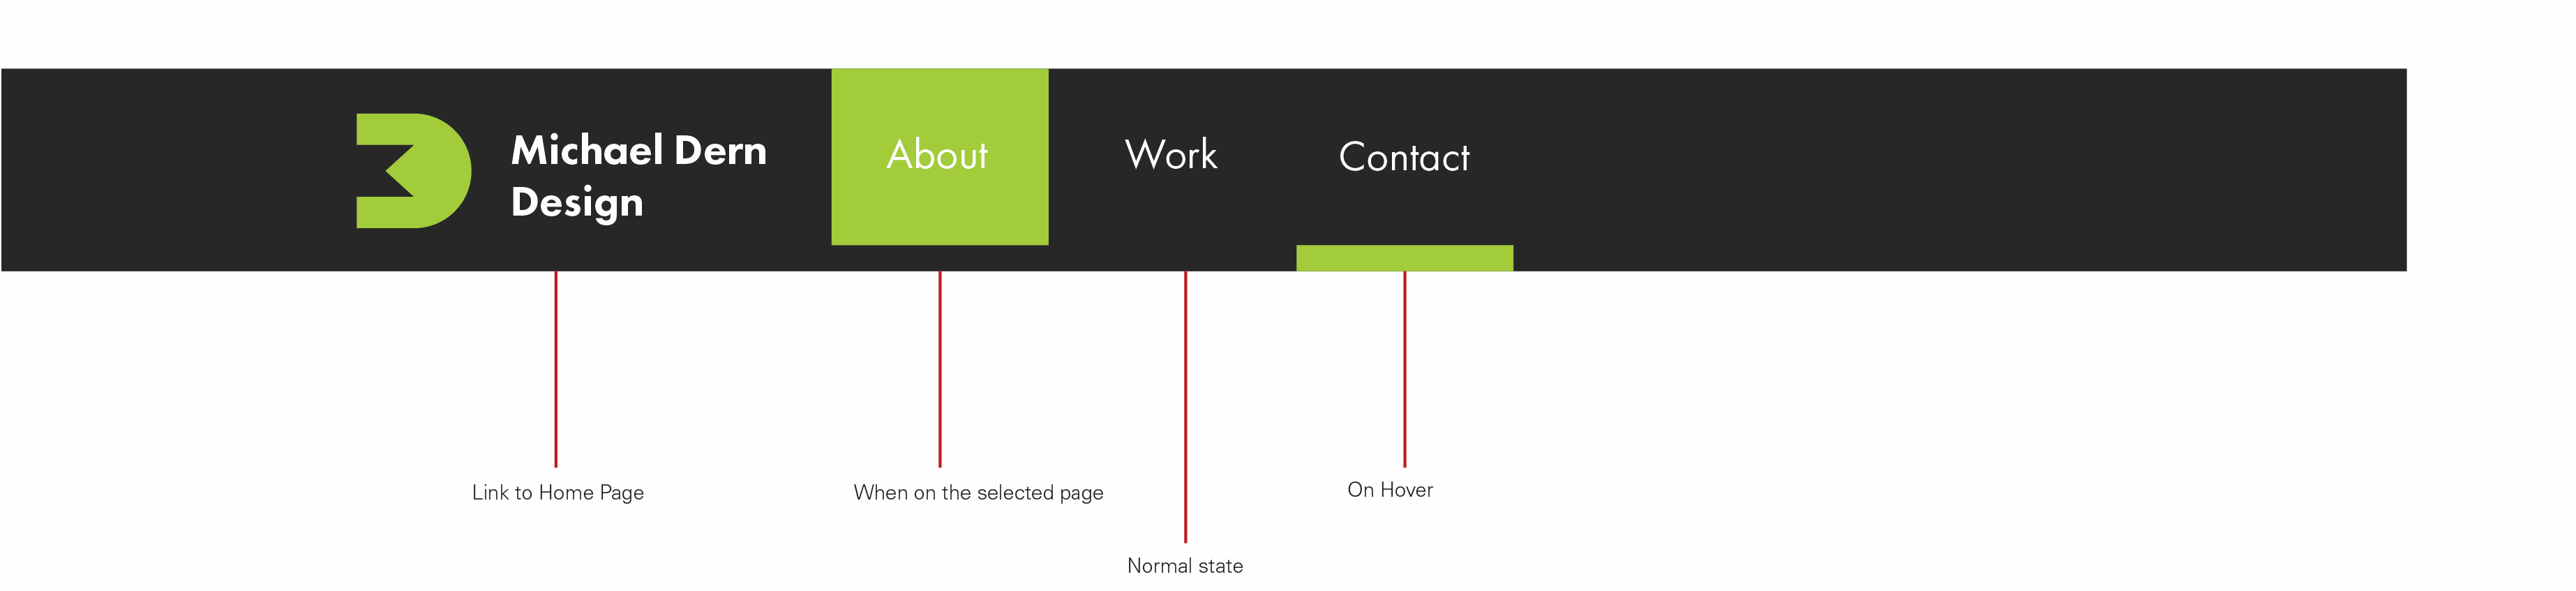 Michael Dern
Design
About
Work
Contact
Link to Home Page
When on the selected page
On Hover
Normal state